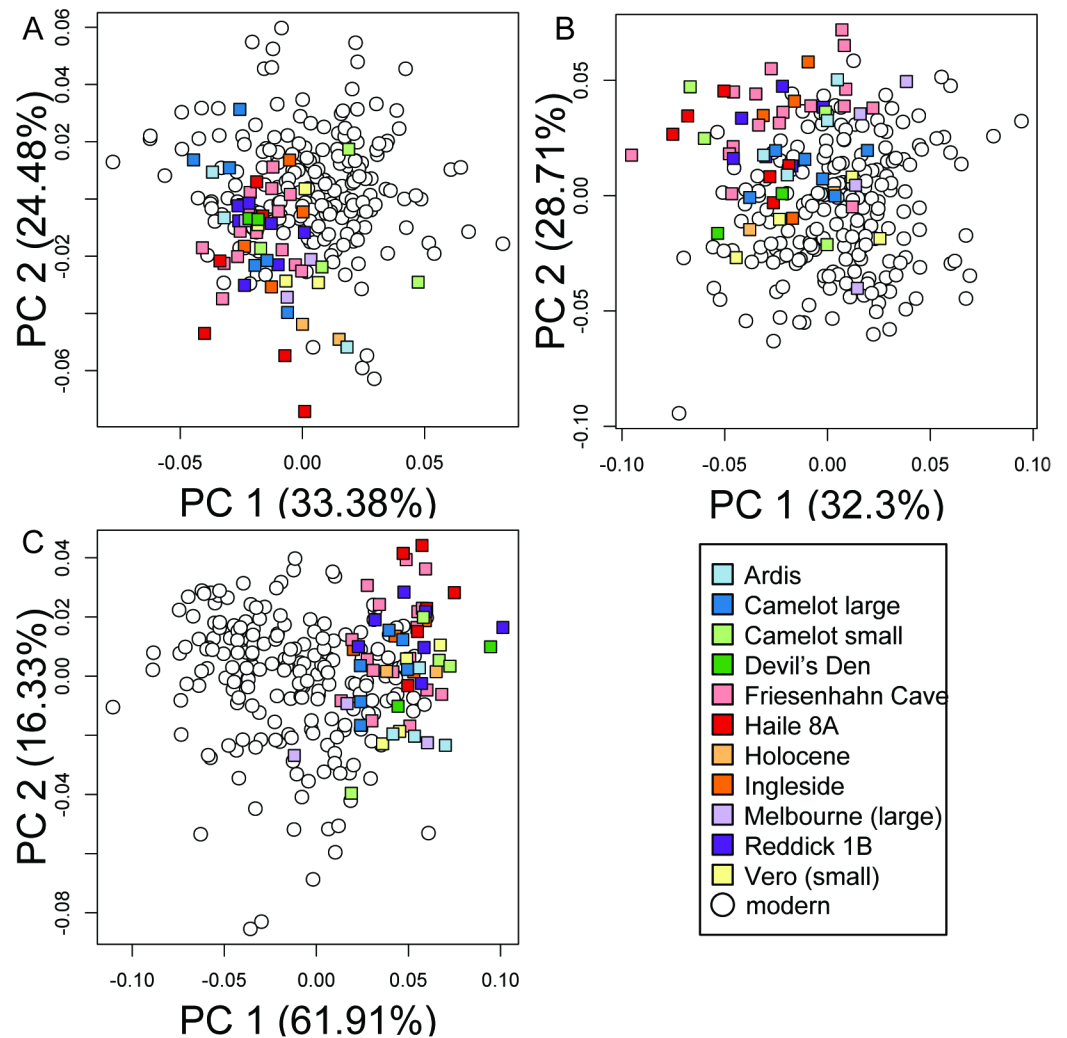 A
0.06
0.04
0.02
-0.02
-0.06
PC 2 (24.48%)
-0.05
0.00
0.05
PC 1 (33.38%)
B
0.05
0.00
-0.05
-0.10
PC 2 (28.71%)
-0.10
-0.05
0.00
0.05
0.10
PC 1 (32.3%)
C
0.04
0.02
0.00
-0.04
-0.08
PC 2 (16.33%)
-0.10
-0.05
0.00
0.05
0.10
PC 1 (61.91%)
Ardis
Camelot large
Camelot small
Devil's Den
Friesenhahn Cave
Haile 8A
Holocene
Ingleside
Melbourne (large)
Reddick 1B
Vero (small)
modern